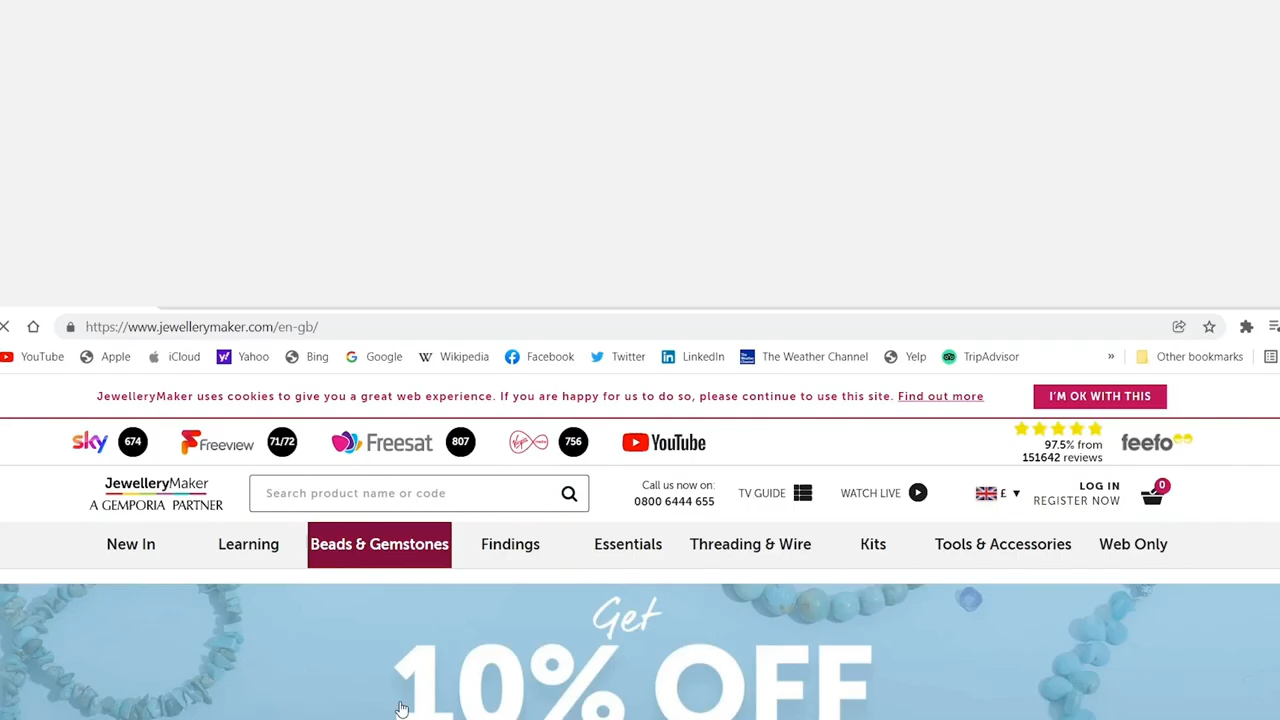 https://www.jewellerymaker.com/en-gb/
YouTube Apple iCloud Yahoo Bing Google Wikipedia Facebook Twitter LinkedIn The Weather Channel Yelp TripAdvisor » Other bookmarks
JewelleryMaker uses cookies to give you a great web experience. If you are happy for us to do so, please continue to use this site. Find out more I'M OK WITH THIS
sky 674 Freeview 71/72 Freesat 807 Virgin 756 YouTube 97.5% from feefo
151642 reviews
JewelleryMaker
A GEMPORIA PARTNER
Search product name or code
Call us now on:
0800 6444 655
TV GUIDE WATCH LIVE £ ▼
LOG IN
REGISTER NOW
0
New In Learning Beads & Gemstones Findings Essentials Threading & Wire Kits Tools & Accessories Web Only
Get
10% OFF